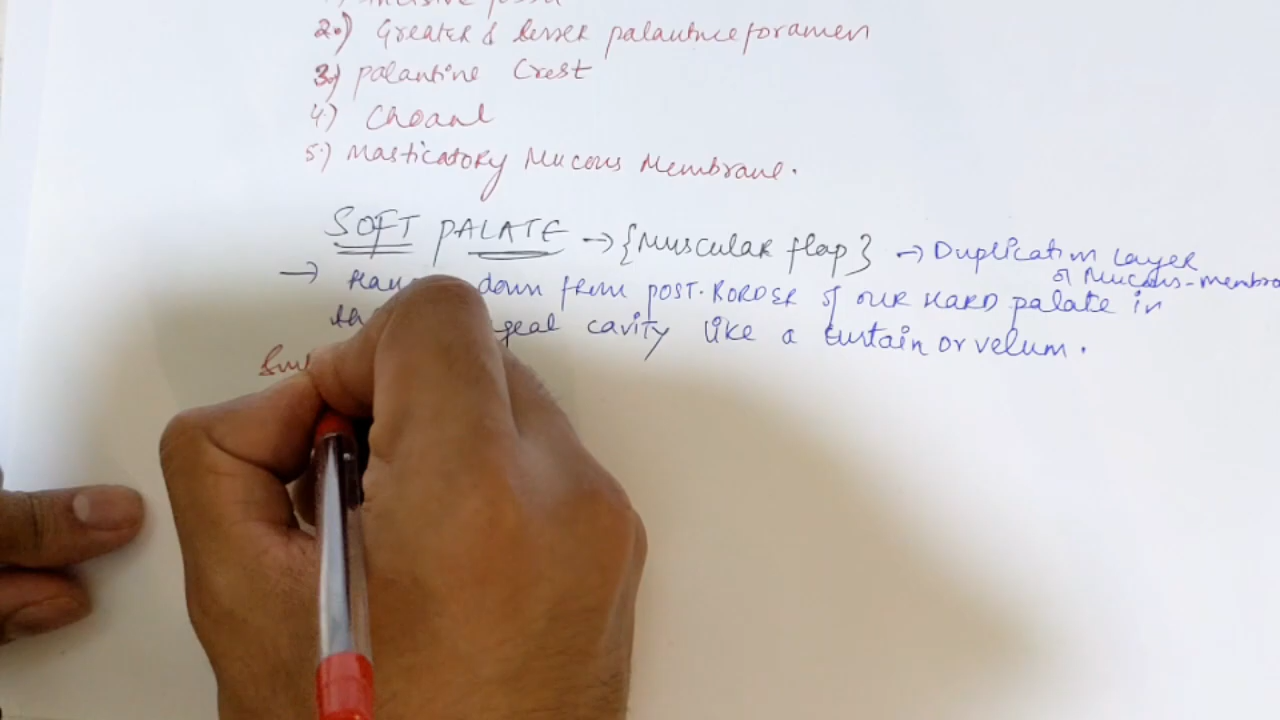 2.) Greater & lesser palantine foramen
3.) palantine Crest
4.) Choanl
5.) Masticatory Mucous Membrane.
SOFT PALATE → {Muscular flap} → Duplication Layer
of Mucous-membra
→ down from POST. BORDER of OUR HARD palate in
cavity like a curtain or velum.